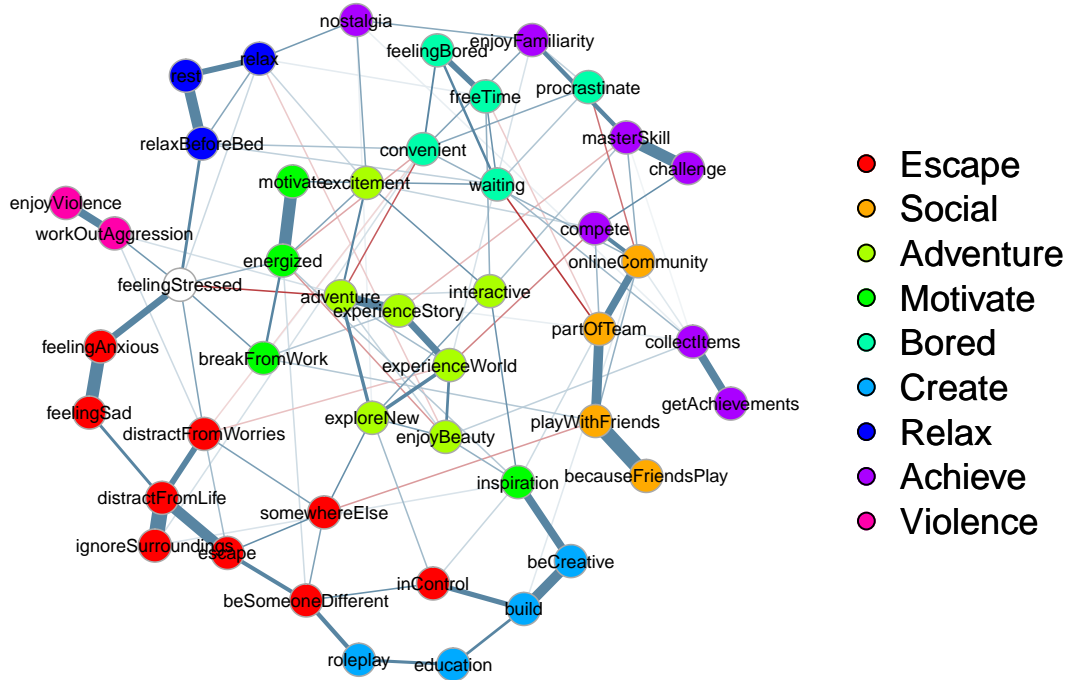 nostalgia
enjoyFamiliarity
feelingBored
relax
rest
freeTime
procrastinate
masterSkill
relaxBeforeBed
convenient
challenge
motivate
excitement
waiting
enjoyViolence
workOutAggression
compete
energized
onlineCommunity
feelingStressed
adventure
interactive
experienceStory
partOfTeam
collectItems
feelingAnxious
breakFromWork
experienceWorld
getAchievements
feelingSad
exploreNew
playWithFriends
distractFromWorries
enjoyBeauty
becauseFriendsPlay
inspiration
distractFromLife
somewhereElse
ignoreSurroundings
escape
beCreative
inControl
beSomeoneDifferent
build
roleplay
education
Escape
Social
Adventure
Motivate
Bored
Create
Relax
Achieve
Violence